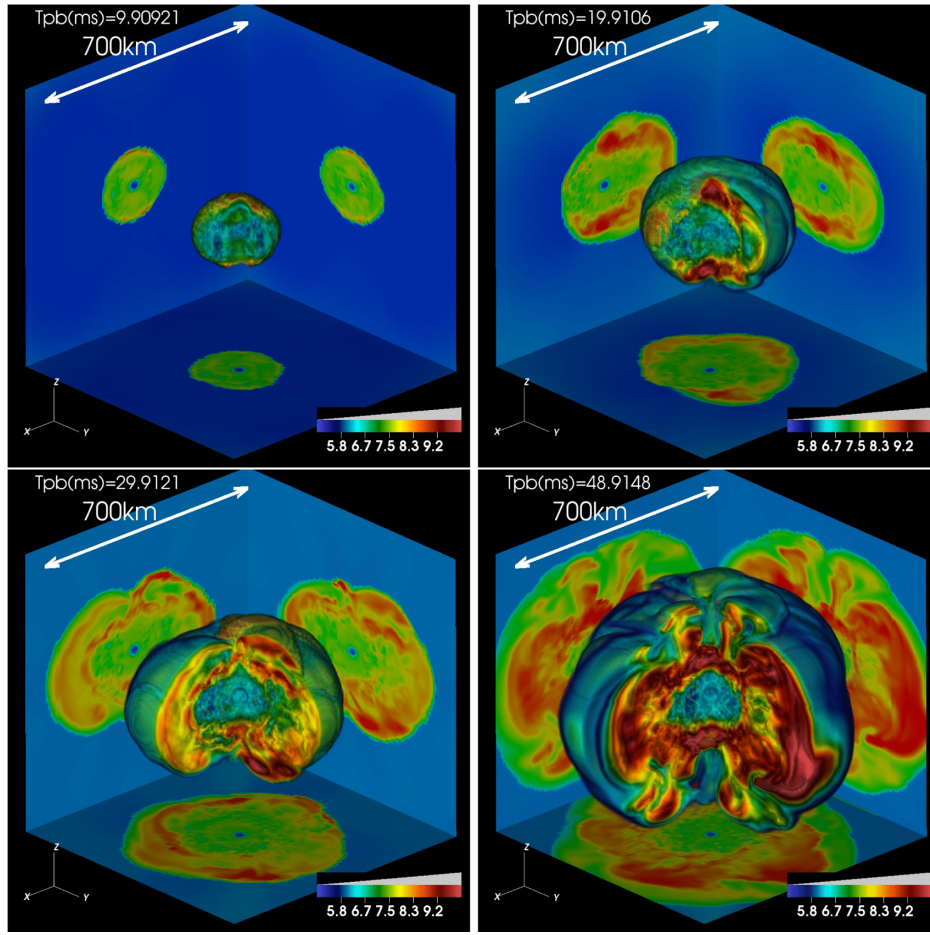 Tpb(ms)=9.90921
700km
Z
X Y
5.8 6.7 7.5 8.3 9.2
Tpb(ms)=19.9106
700km
Z
X Y
5.8 6.7 7.5 8.3 9.2
Tpb(ms)=29.9121
700km
Z
X Y
5.8 6.7 7.5 8.3 9.2
Tpb(ms)=48.9148
700km
Z
X Y
5.8 6.7 7.5 8.3 9.2